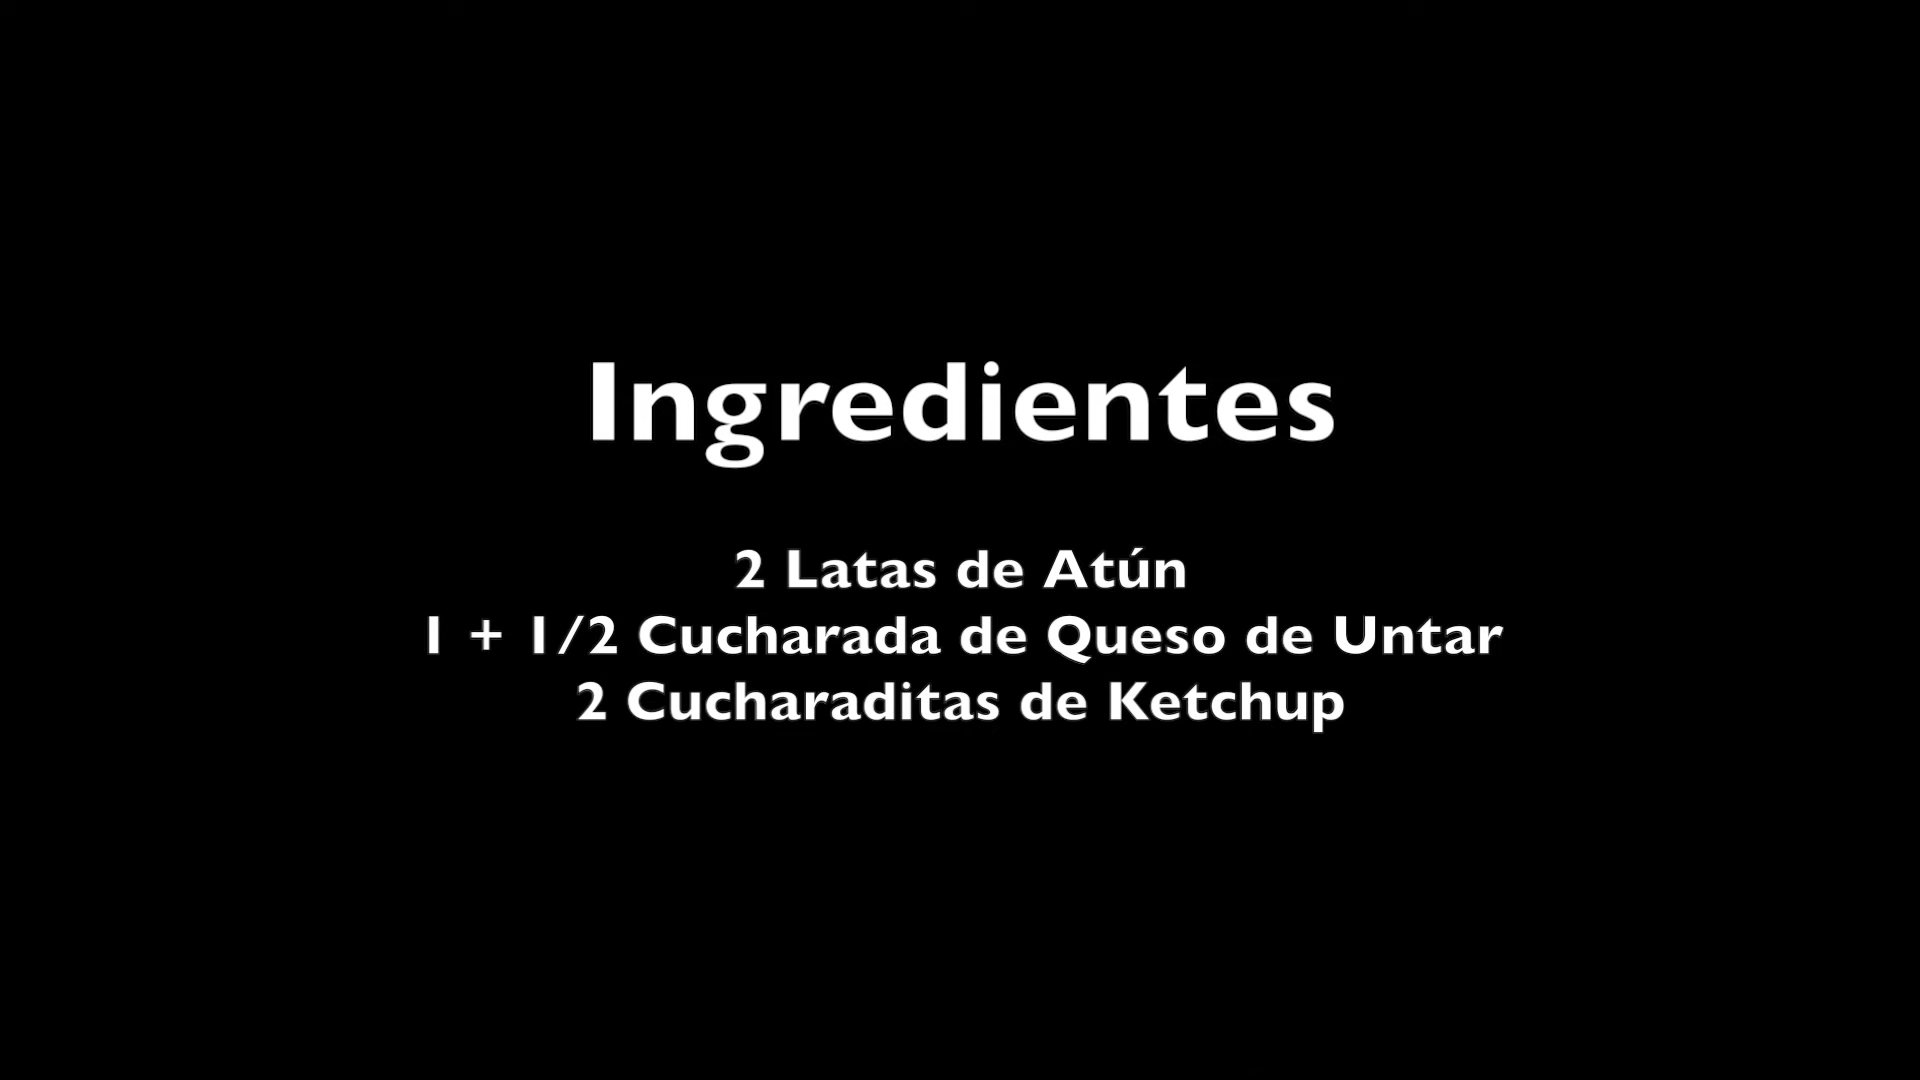 Ingredientes
2 Latas de Atún
1 + 1/2 Cucharada de Queso de Untar
2 Cucharaditas de Ketchup